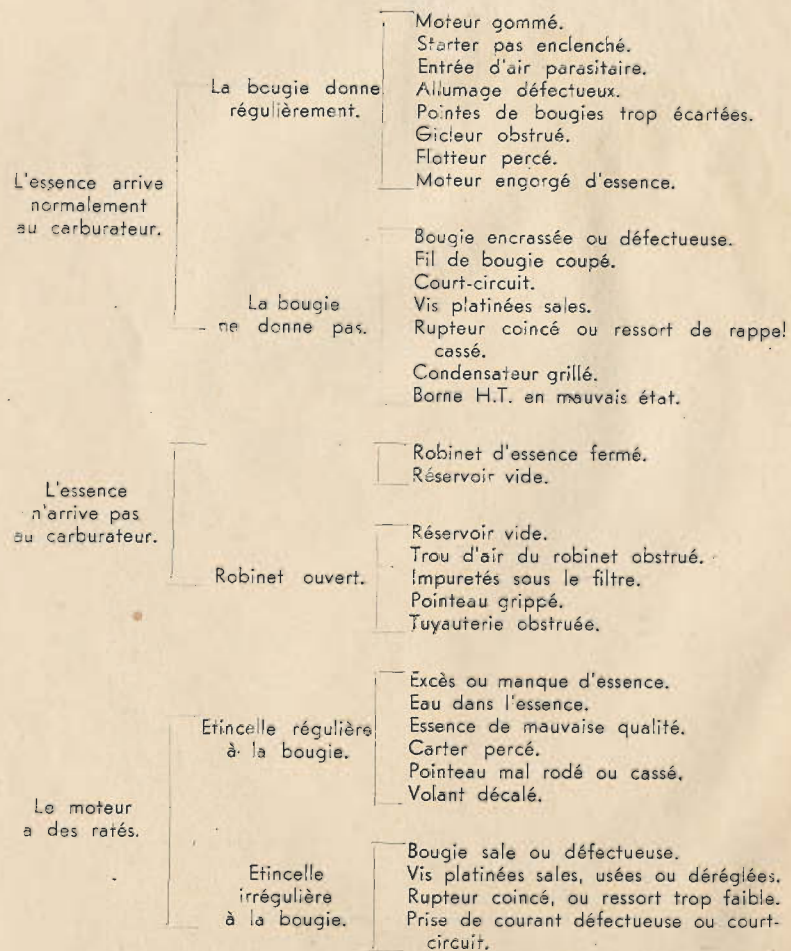 L'essence arrive
normalement
au carburateur.
La bougie donne
régulièrement.
Moteur gommé.
Starter pas enclenché.
Entrée d'air parasitaire.
Allumage défectueux.
Pointes de bougies trop écartées.
Gicleur obstrué.
Flotteur percé.
Moteur engorgé d'essence.
La bougie
ne donne pas.
Bougie encrassée ou défectueuse.
Fil de bougie coupé.
Court-circuit.
Vis platinées sales.
Rupteur coincé ou ressort de rappel
cassé.
Condensateur grillé.
Borne H.T. en mauvais état.
L'essence
n'arrive pas
au carburateur.
Robinet d'essence fermé.
Réservoir vide.
Robinet ouvert.
Réservoir vide.
Trou d'air du robinet obstrué.
Impuretés sous le filtre.
Pointeau grippé.
Tuyauterie obstruée.
Le moteur
a des ratés.
Etincelle régulière
à la bougie.
Excès ou manque d'essence.
Eau dans l'essence.
Essence de mauvaise qualité.
Carter percé.
Pointeau mal rodé ou cassé.
Volant décalé.
Etincelle
irrégulière
à la bougie.
Bougie sale ou défectueuse.
Vis platinées sales, usées ou déréglées.
Rupteur coincé, ou ressort trop faible.
Prise de courant défectueuse ou court-
circuit.